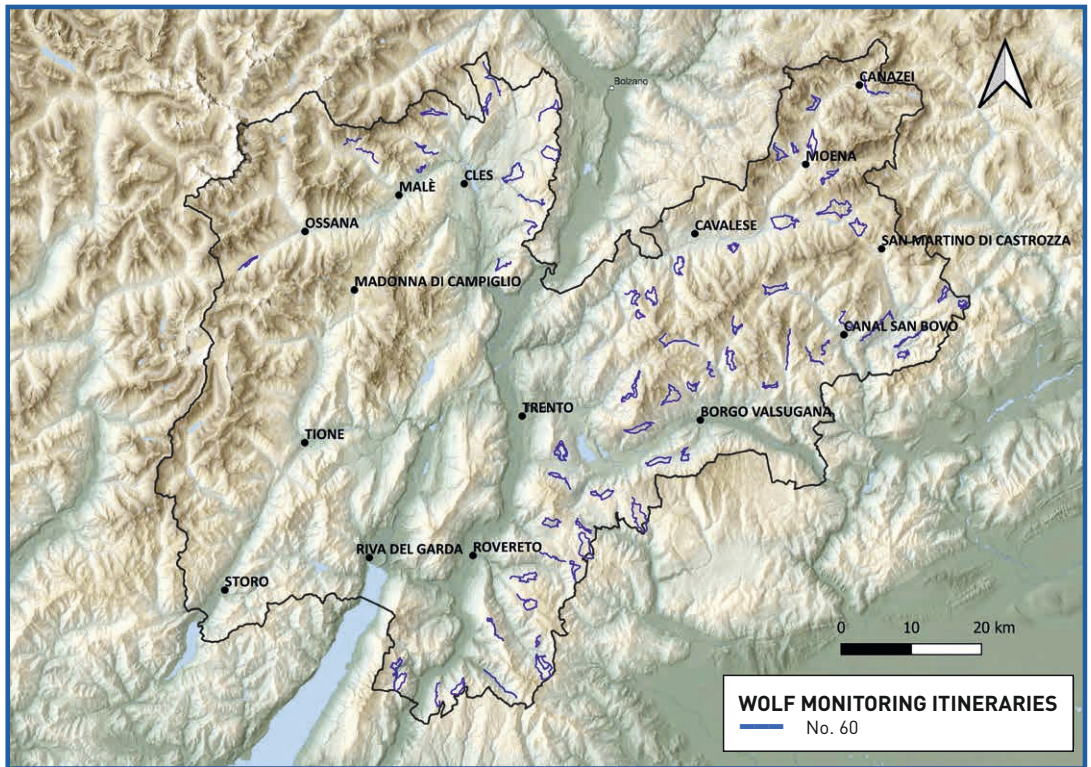 Bolzano
CANAZEI
MOENA
CLES
MALÈ
OSSANA
CAVALESE
SAN MARTINO DI CASTROZZA
MADONNA DI CAMPIGLIO
CANAL SAN BOVO
TRENTO
BORGO VALSUGANA
TIONE
RIVA DEL GARDA
ROVERETO
STORO
0 10 20 km
WOLF MONITORING ITINERARIES
No. 60